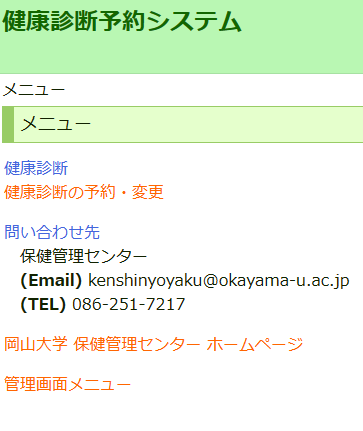 健康診断予約システム
メニュー
メニュー
健康診断
健康診断の予約・変更
問い合わせ先
保健管理センター
(Email) kenshinyoyaku@okayama-u.ac.jp
(TEL) 086-251-7217
岡山大学 保健管理センター ホームページ
管理画面メニュー